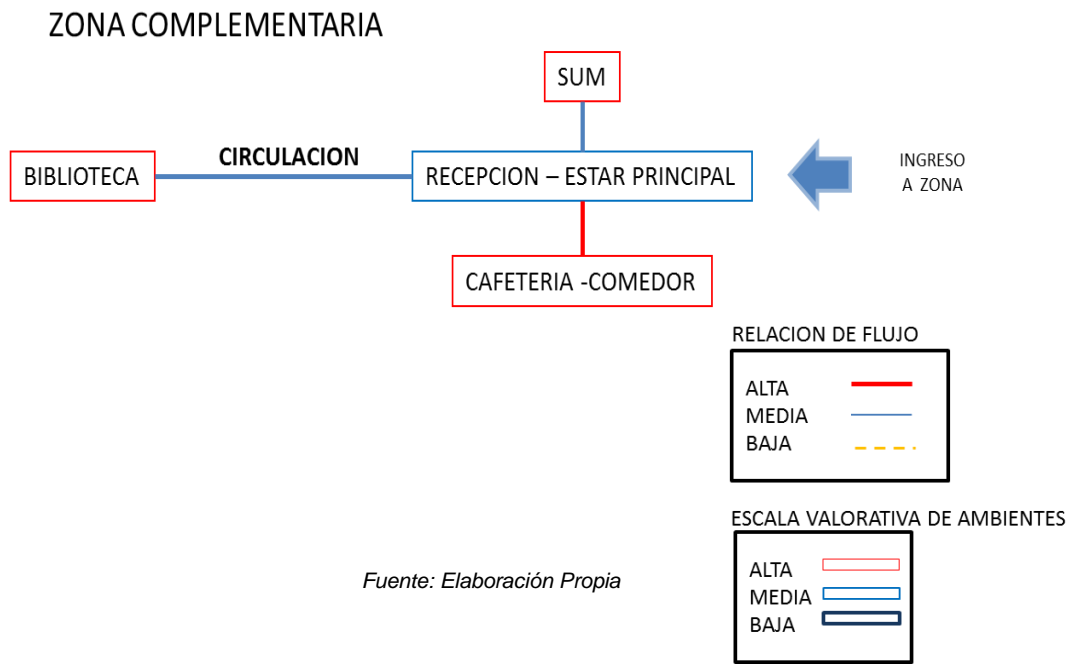 ZONA COMPLEMENTARIA
SUM
BIBLIOTECA
CIRCULACION
RECEPCION – ESTAR PRINCIPAL
INGRESO
A ZONA
CAFETERIA -COMEDOR
RELACION DE FLUJO
ALTA
MEDIA
BAJA
ESCALA VALORATIVA DE AMBIENTES
ALTA
MEDIA
BAJA
Fuente: Elaboración Propia